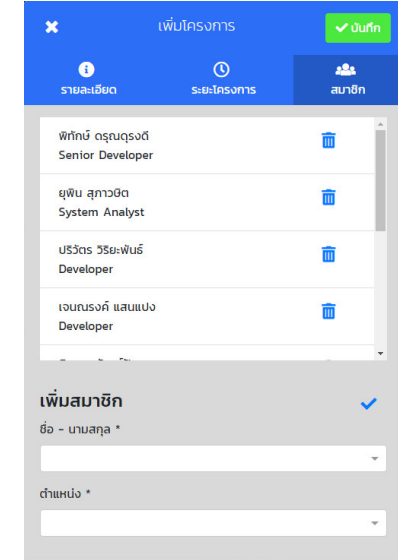 เพิ่มโครงการ
บันทึก
รายละเอียด
ระยะโครงการ
สมาชิก
พิทักษ์ ดรุณดุรงดี
Senior Developer
ยุพิน สุภาวษิต
System Analyst
ปริวัตร วิริยะพันธ์
Developer
เจนณรงค์ แสนแปง
Developer
เพิ่มสมาชิก
ชื่อ - นามสกุล *
ตำแหน่ง *